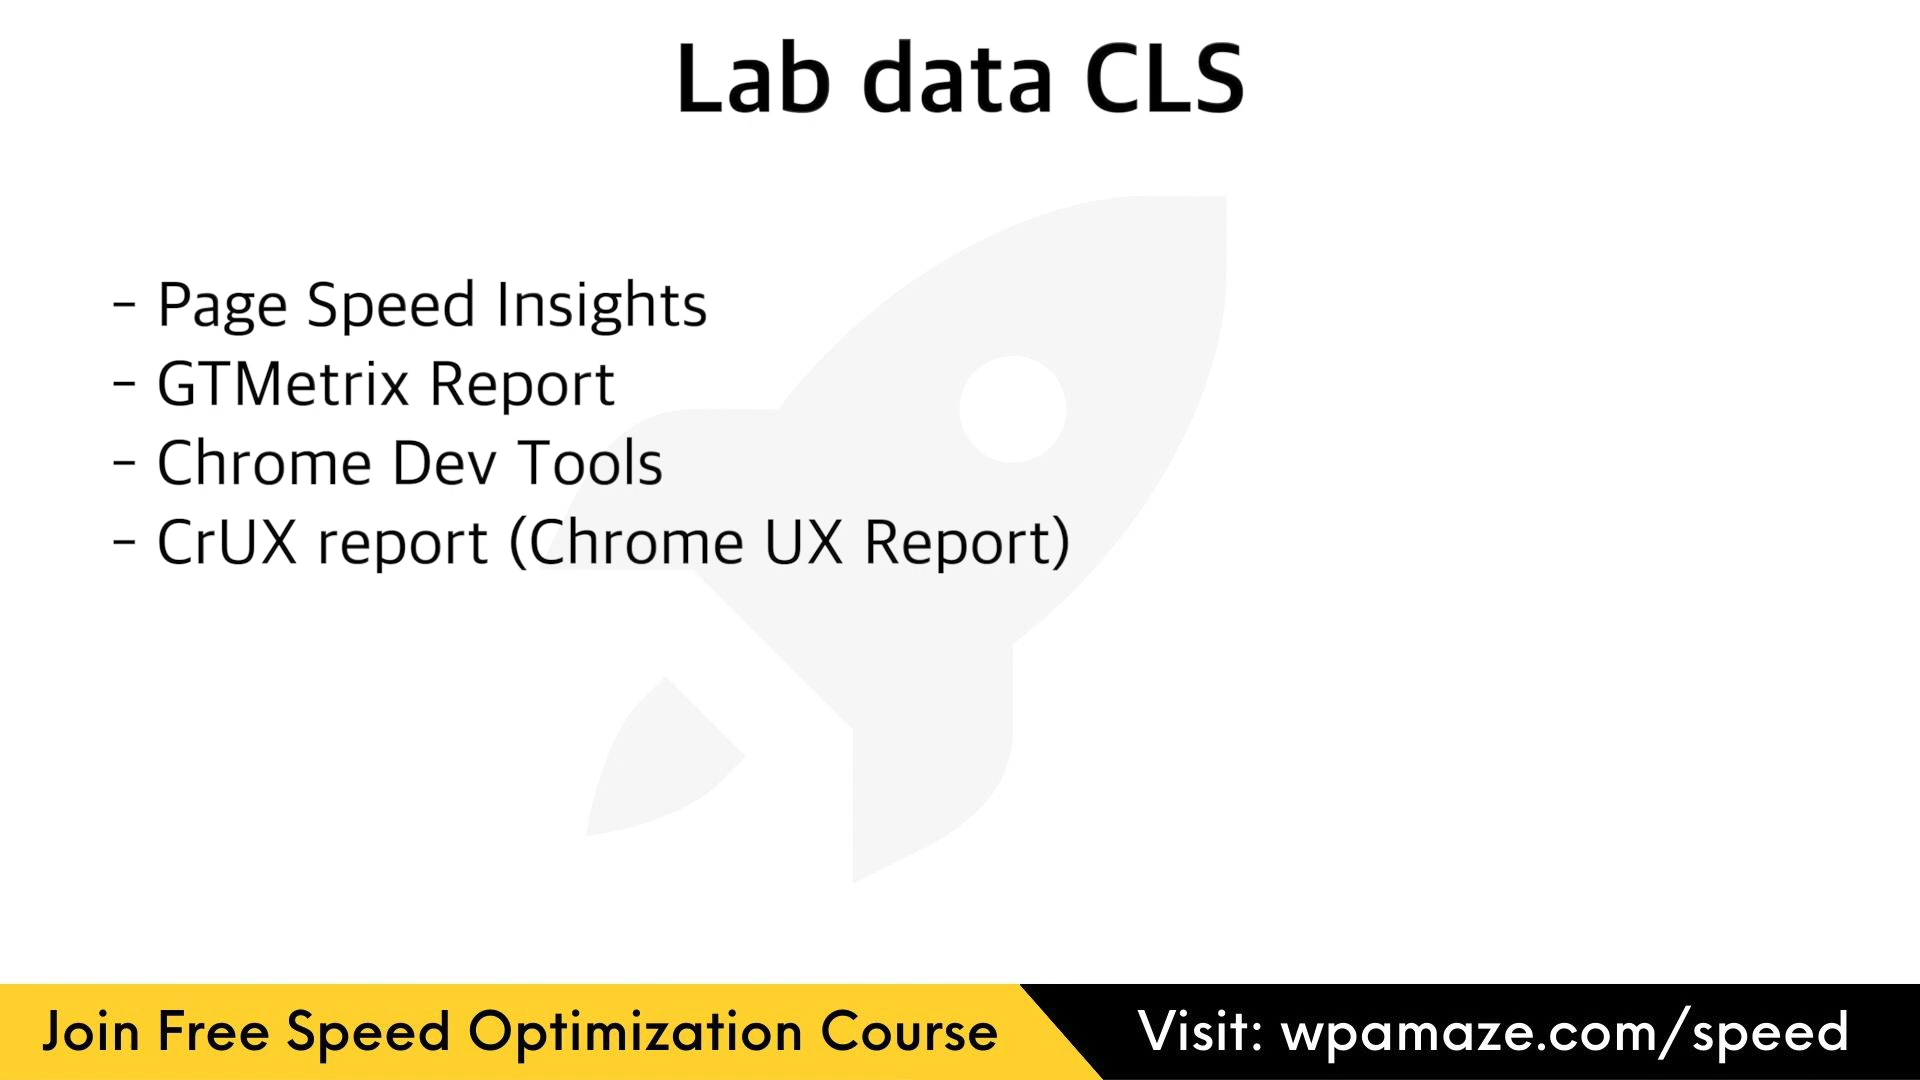 Lab data CLS
- Page Speed Insights
- GTMetrix Report
- Chrome Dev Tools
- CrUX report (Chrome UX Report)
Join Free Speed Optimization Course
Visit: wpamaze.com/speed